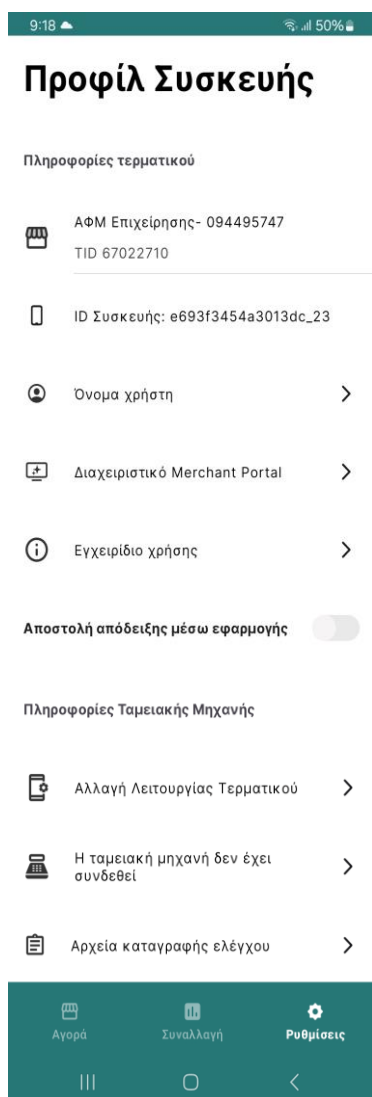 9:18
50%
Προφίλ Συσκευής
Πληροφορίες τερματικού
ΑΦΜ Επιχείρησης- 094495747
TID 67022710
ID Συσκευής: e693f3454a3013dc_23
Όνομα χρήστη
Διαχειριστικό Merchant Portal
Εγχειρίδιο χρήσης
Αποστολή απόδειξης μέσω εφαρμογής
Πληροφορίες Ταμειακής Μηχανής
Αλλαγή Λειτουργίας Τερματικού
Η ταμειακή μηχανή δεν έχει
συνδεθεί
Αρχεία καταγραφής ελέγχου
Αγορά
Συναλλαγή
Ρυθμίσεις